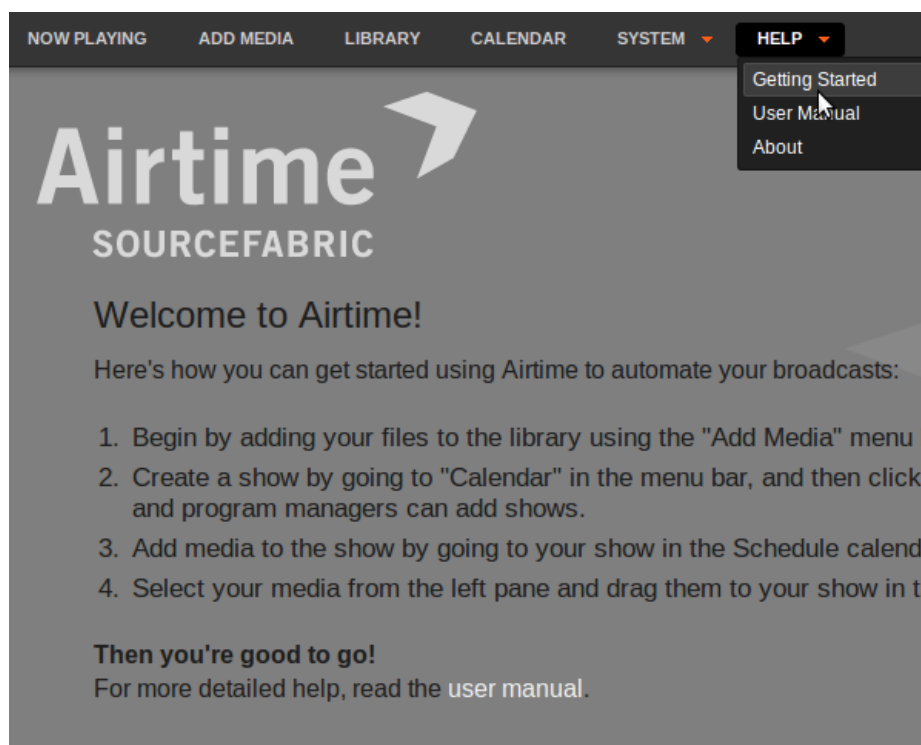 NOW PLAYING ADD MEDIA LIBRARY CALENDAR SYSTEM HELP
Getting Started
User Manual
About
Airtime
SOURCEFABRIC
Welcome to Airtime!
Here's how you can get started using Airtime to automate your broadcasts:
1. Begin by adding your files to the library using the "Add Media" menu
2. Create a show by going to "Calendar" in the menu bar, and then click
and program managers can add shows.
3. Add media to the show by going to your show in the Schedule calend
4. Select your media from the left pane and drag them to your show in t
Then you're good to go!
For more detailed help, read the user manual.